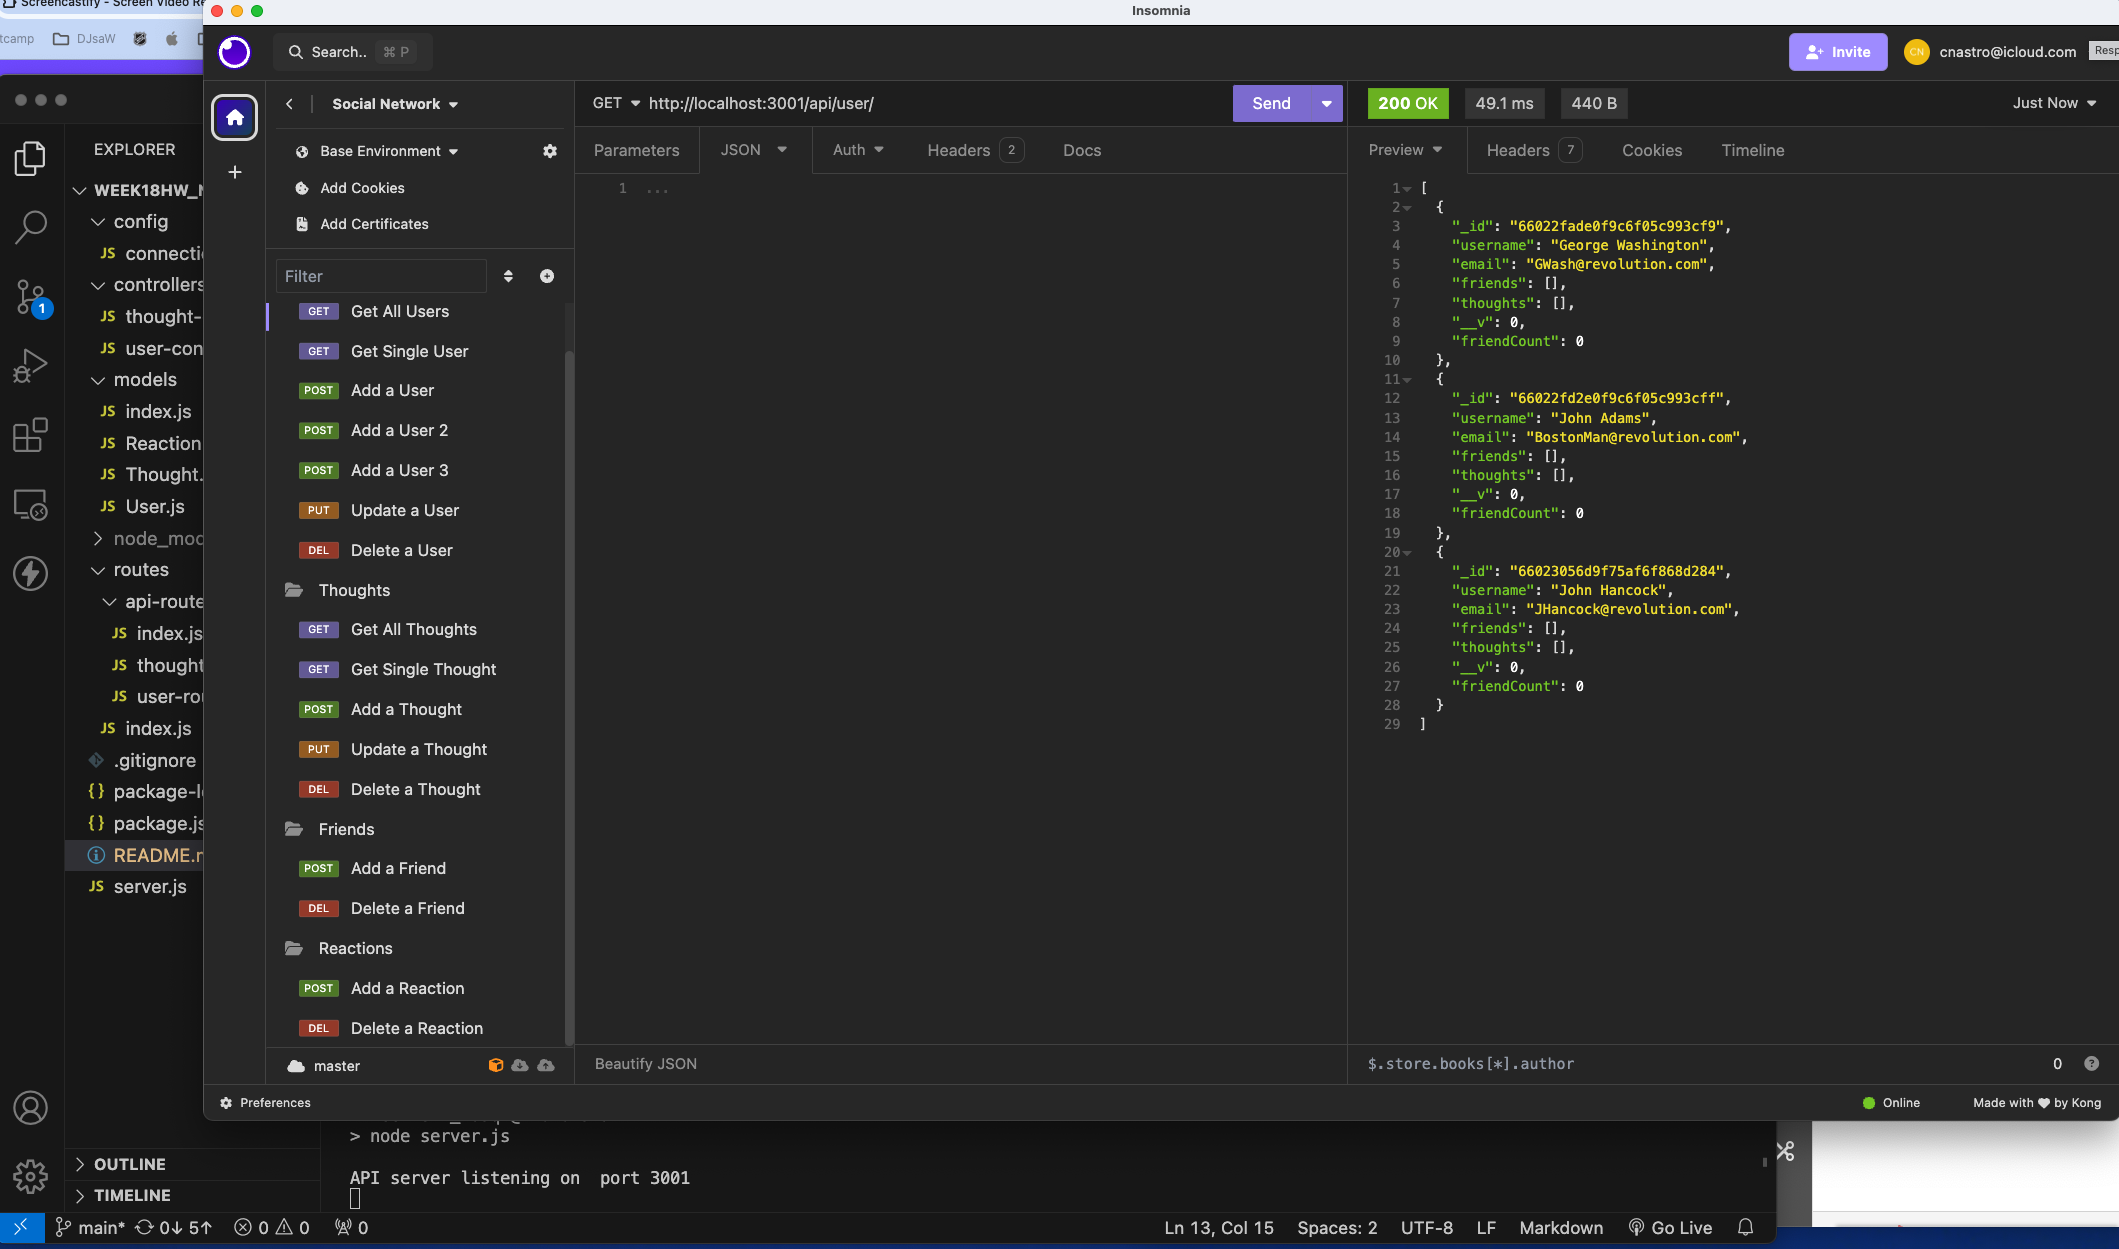 Screencastify - Screen Video Re
Insomnia
tcamp
DJsaW
Search..
⌘ P
Invite
CN
cnastro@icloud.com
Resp
Social Network
GET
http://localhost:3001/api/user/
Send
200 OK
49.1 ms
440 B
Just Now
EXPLORER
Base Environment
Parameters
JSON
Auth
Headers
2
Docs
Preview
Headers
7
Cookies
Timeline
Add Cookies
Add Certificates
Filter
GET Get All Users
GET Get Single User
POST Add a User
POST Add a User 2
POST Add a User 3
PUT Update a User
DEL Delete a User
Thoughts
GET Get All Thoughts
GET Get Single Thought
POST Add a Thought
PUT Update a Thought
DEL Delete a Thought
Friends
POST Add a Friend
DEL Delete a Friend
Reactions
POST Add a Reaction
DEL Delete a Reaction
master
WEEK18HW_N
config
JS connectio
controllers
JS thought-
JS user-con
models
JS index.js
JS Reaction
JS Thought.
JS User.js
node_mod
routes
api-route
JS index.js
JS thought
JS user-rou
JS index.js
.gitignore
{} package-lo
{} package.js
README.m
JS server.js
1
1 ...
1 [
2 {
3 "_id": "66022fade0f9c6f05c993cf9",
4 "username": "George Washington",
5 "email": "GWash@revolution.com",
6 "friends": [],
7 "thoughts": [],
8 "__v": 0,
9 "friendCount": 0
10 },
11 {
12 "_id": "66022fd2e0f9c6f05c993cff",
13 "username": "John Adams",
14 "email": "BostonMan@revolution.com",
15 "friends": [],
16 "thoughts": [],
17 "__v": 0,
18 "friendCount": 0
19 },
20 {
21 "_id": "66023056d9f75af6f868d284",
22 "username": "John Hancock",
23 "email": "JHancock@revolution.com",
24 "friends": [],
25 "thoughts": [],
26 "__v": 0,
27 "friendCount": 0
28 }
29 ]
Beautify JSON
$.store.books[*].author
0
?
Preferences
Online
Made with ♥ by Kong
> node server.js
API server listening on  port 3001
OUTLINE
TIMELINE
main*
0↓ 5↑
0
0
0
Ln 13, Col 15
Spaces: 2
UTF-8
LF
Markdown
Go Live